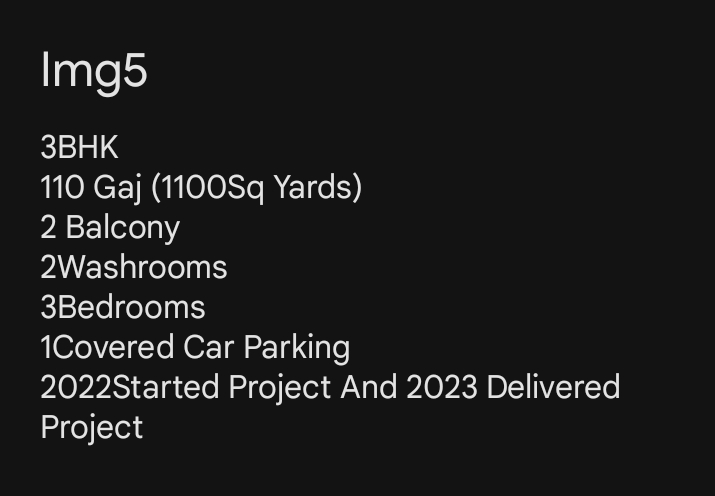 Img5
3BHK
110 Gaj (1100Sq Yards)
2 Balcony
2Washrooms
3Bedrooms
1Covered Car Parking
2022Started Project And 2023 Delivered
Project